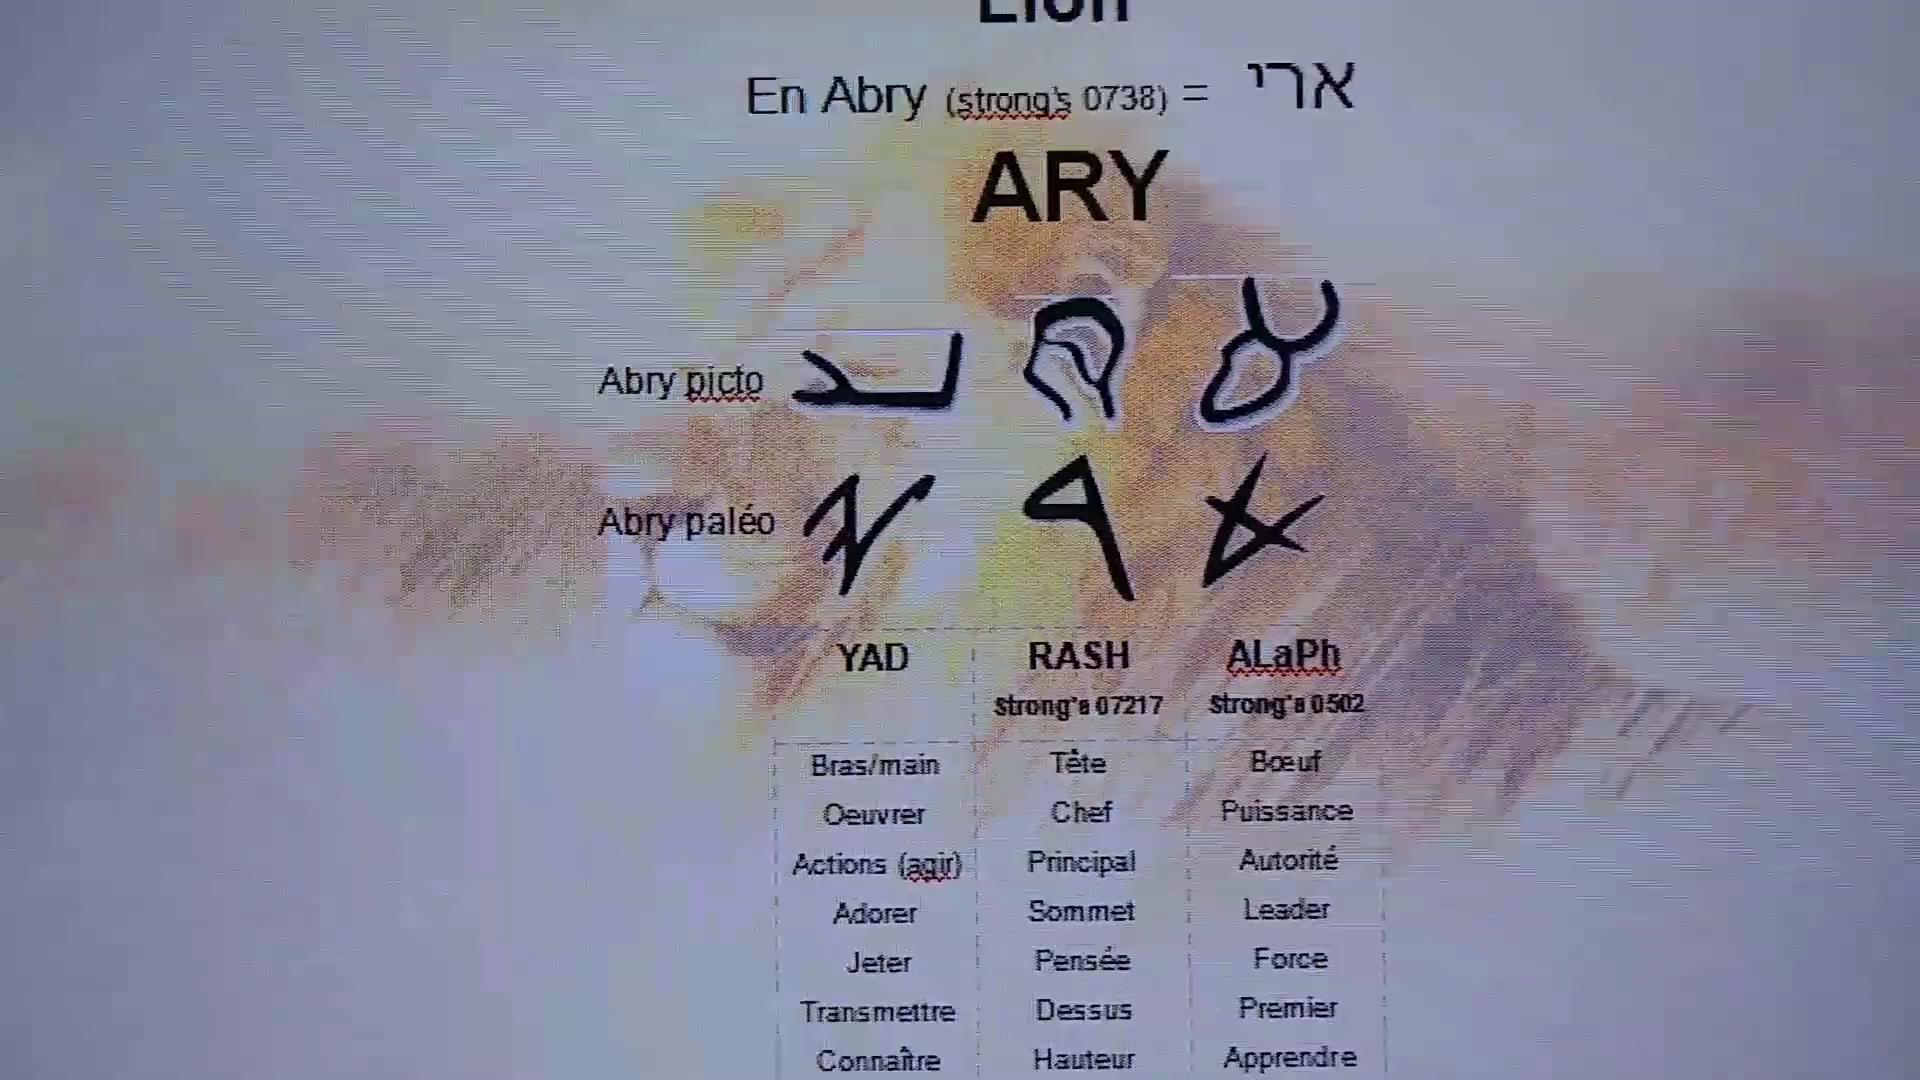 En Abry (strong's 0738) = ארי
ARY
Abry picto
Abry paléo
YAD RASH ALaPh
Strong's 07217 Strong's 0502
Bras/main Tête Bœuf
Oeuvrer Chef Puissance
Actions (agir) Principal Autorité
Adorer Sommet Leader
Jeter Pensée Force
Transmettre Dessus Premier
Connaître Hauteur Apprendre